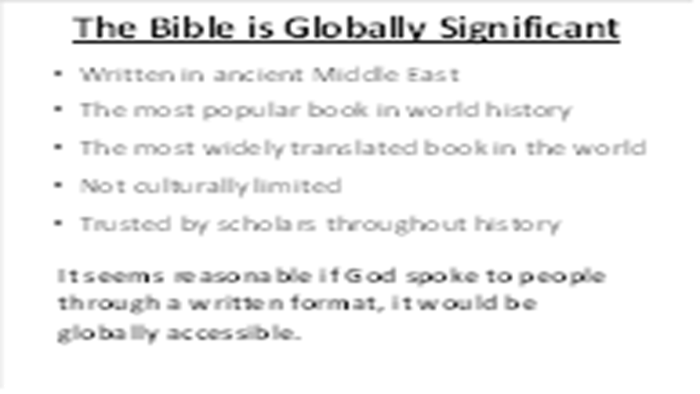 The Bible is Globally Significant
• Written in ancient Middle East
• The most popular book in world history
• The most widely translated book in the world
• Not culturally limited
• Trusted by scholars throughout history
It seems reasonable if God spoke to people
through a written format, it would be
globally accessible.